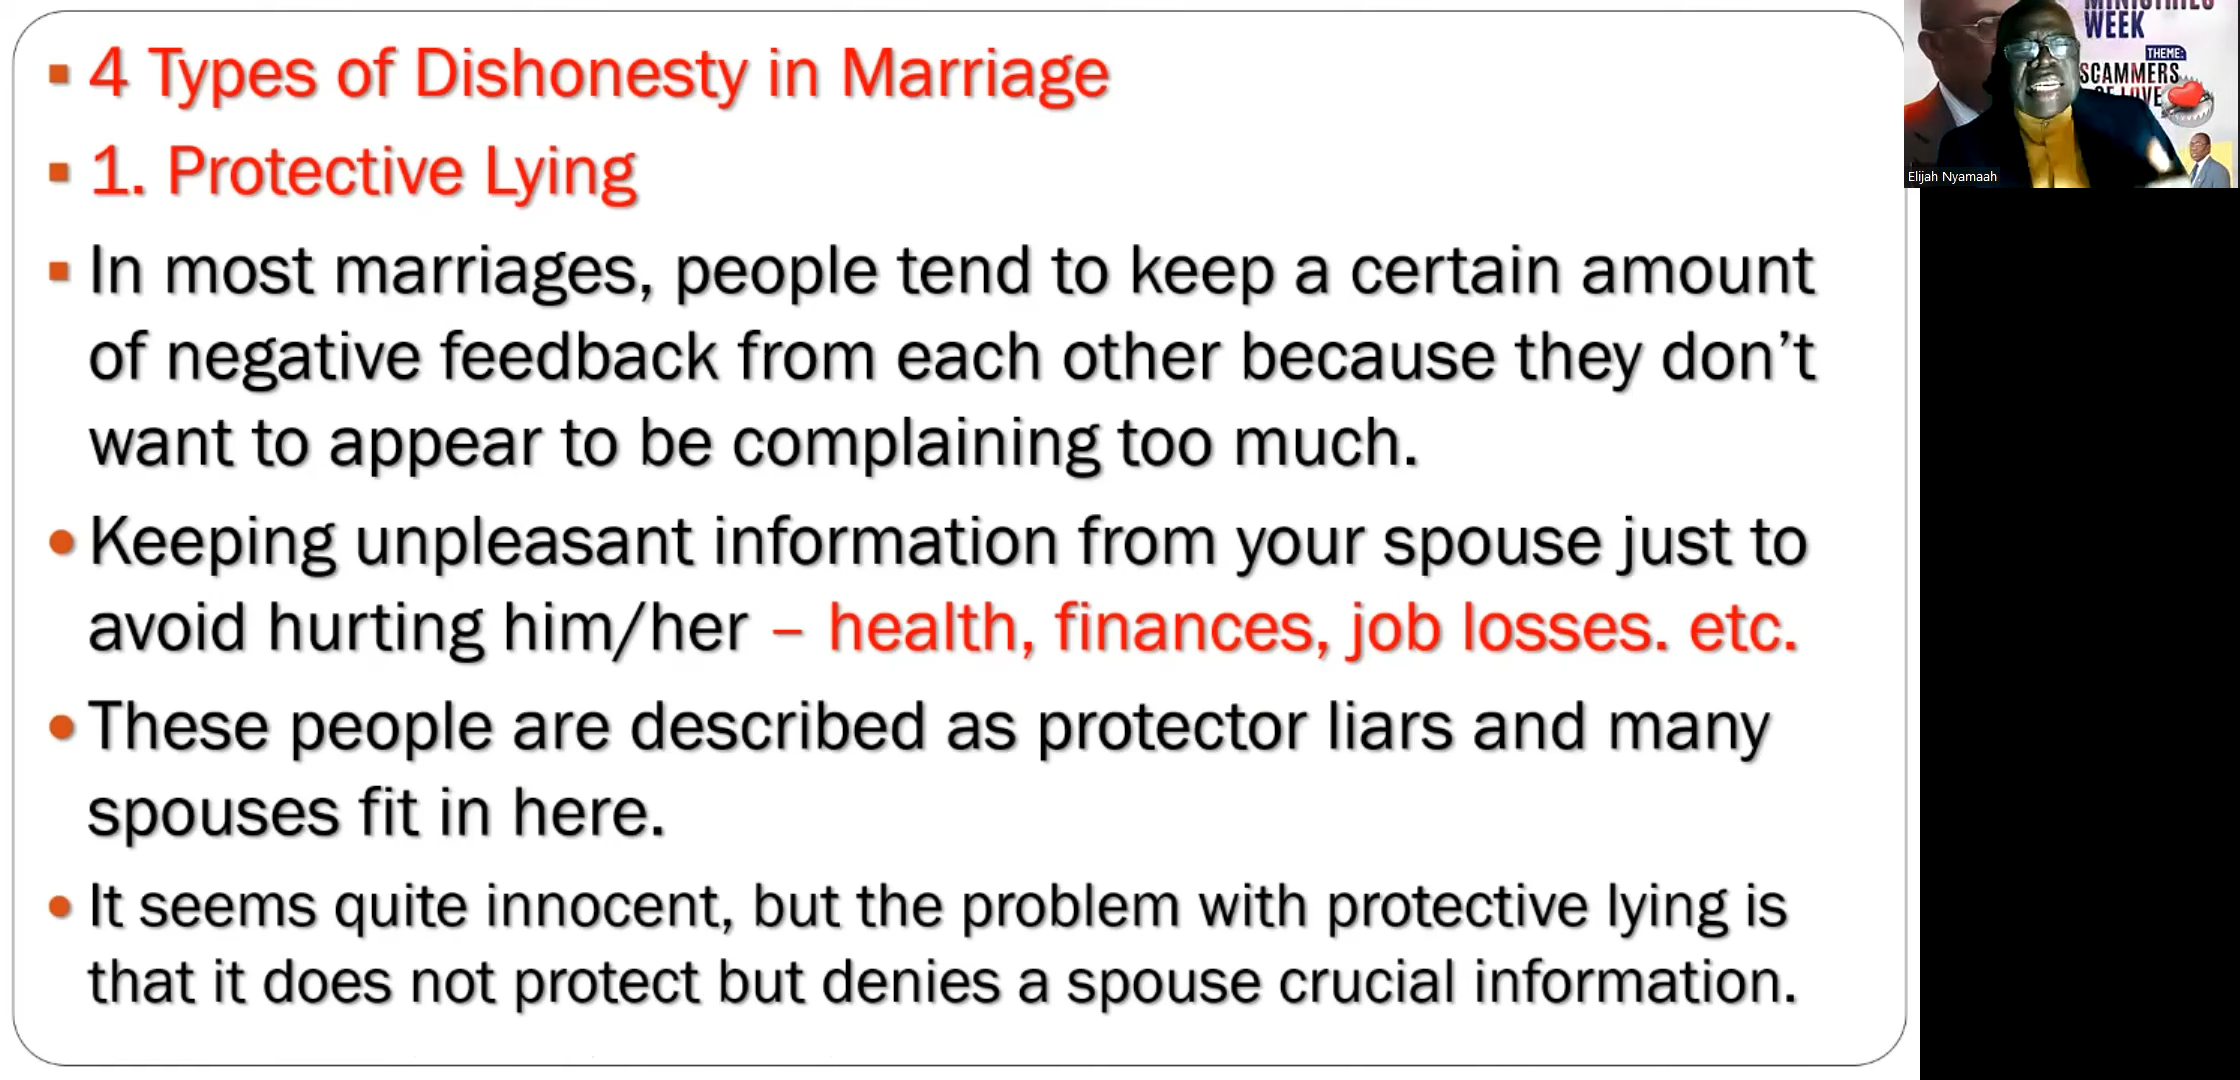 4 Types of Dishonesty in Marriage
1. Protective Lying
In most marriages, people tend to keep a certain amount
of negative feedback from each other because they don’t
want to appear to be complaining too much.
Keeping unpleasant information from your spouse just to
avoid hurting him/her – health, finances, job losses. etc.
These people are described as protector liars and many
spouses fit in here.
It seems quite innocent, but the problem with protective lying is
that it does not protect but denies a spouse crucial information.
MINISTRIES
WEEK
THEME:
SCAMMERS
OF LOVE
Elijah Nyamaah